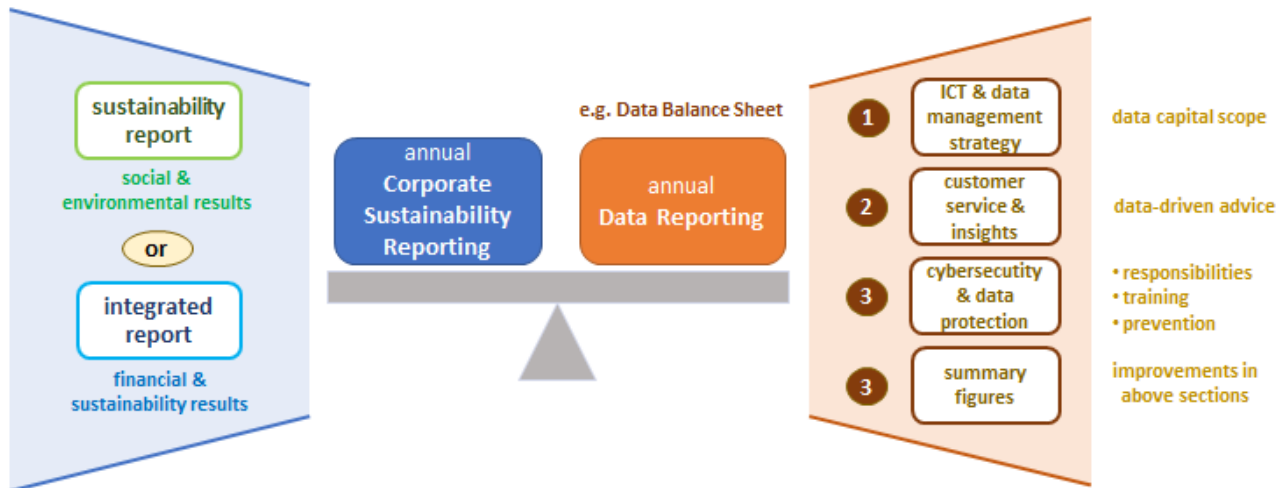 sustainability
report
social &
environmental results
or
integrated
report
financial &
sustainability results
annual
Corporate
Sustainability
Reporting
e.g. Data Balance Sheet
annual
Data Reporting
1
ICT & data
management
strategy
data capital scope
2
customer
service &
insights
data-driven advice
3
cybersecutity
& data
protection
• responsibilities
• training
• prevention
3
summary
figures
improvements in
above sections